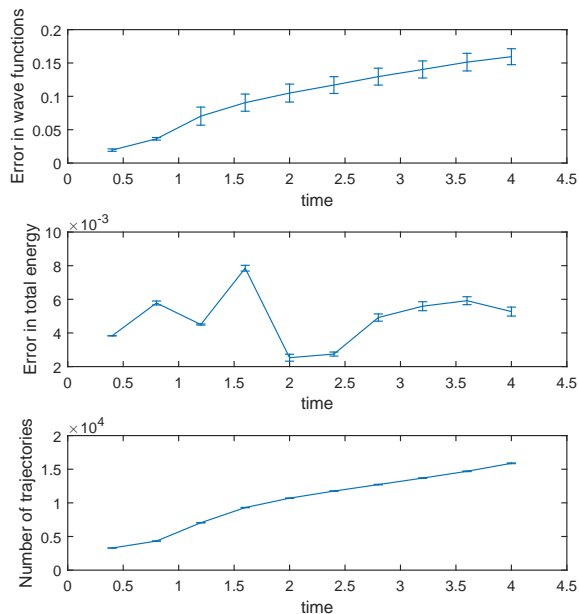 Error in wave functions
0.2
0.15
0.1
0.05
0
0 0.5 1 1.5 2 2.5 3 3.5 4 4.5
time
×10-3
Error in total energy
10
8
6
4
2
0 0.5 1 1.5 2 2.5 3 3.5 4 4.5
time
×104
Number of trajectories
2
1.5
1
0.5
0
0 0.5 1 1.5 2 2.5 3 3.5 4 4.5
time